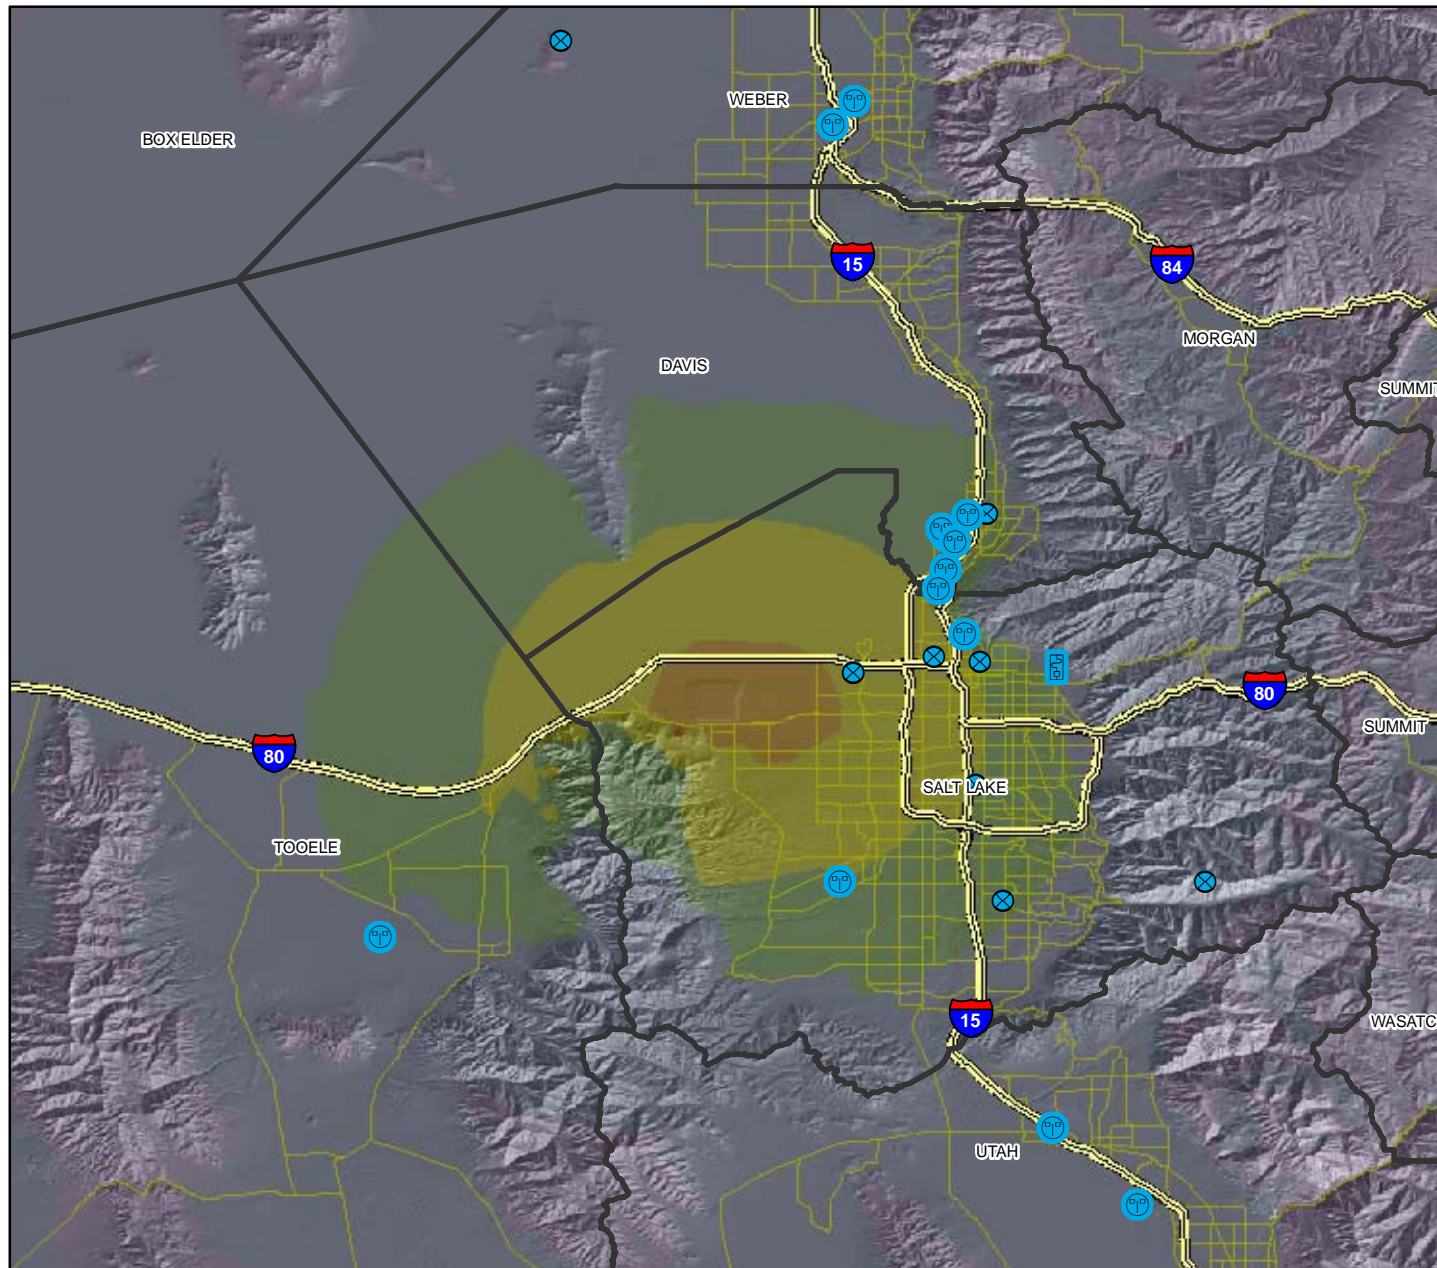 WEBER
BOX ELDER
15
84
MORGAN
DAVIS
SUMMIT
80
SUMMIT
80
SALT LAKE
TOOELE
15
WASATC
UTAH